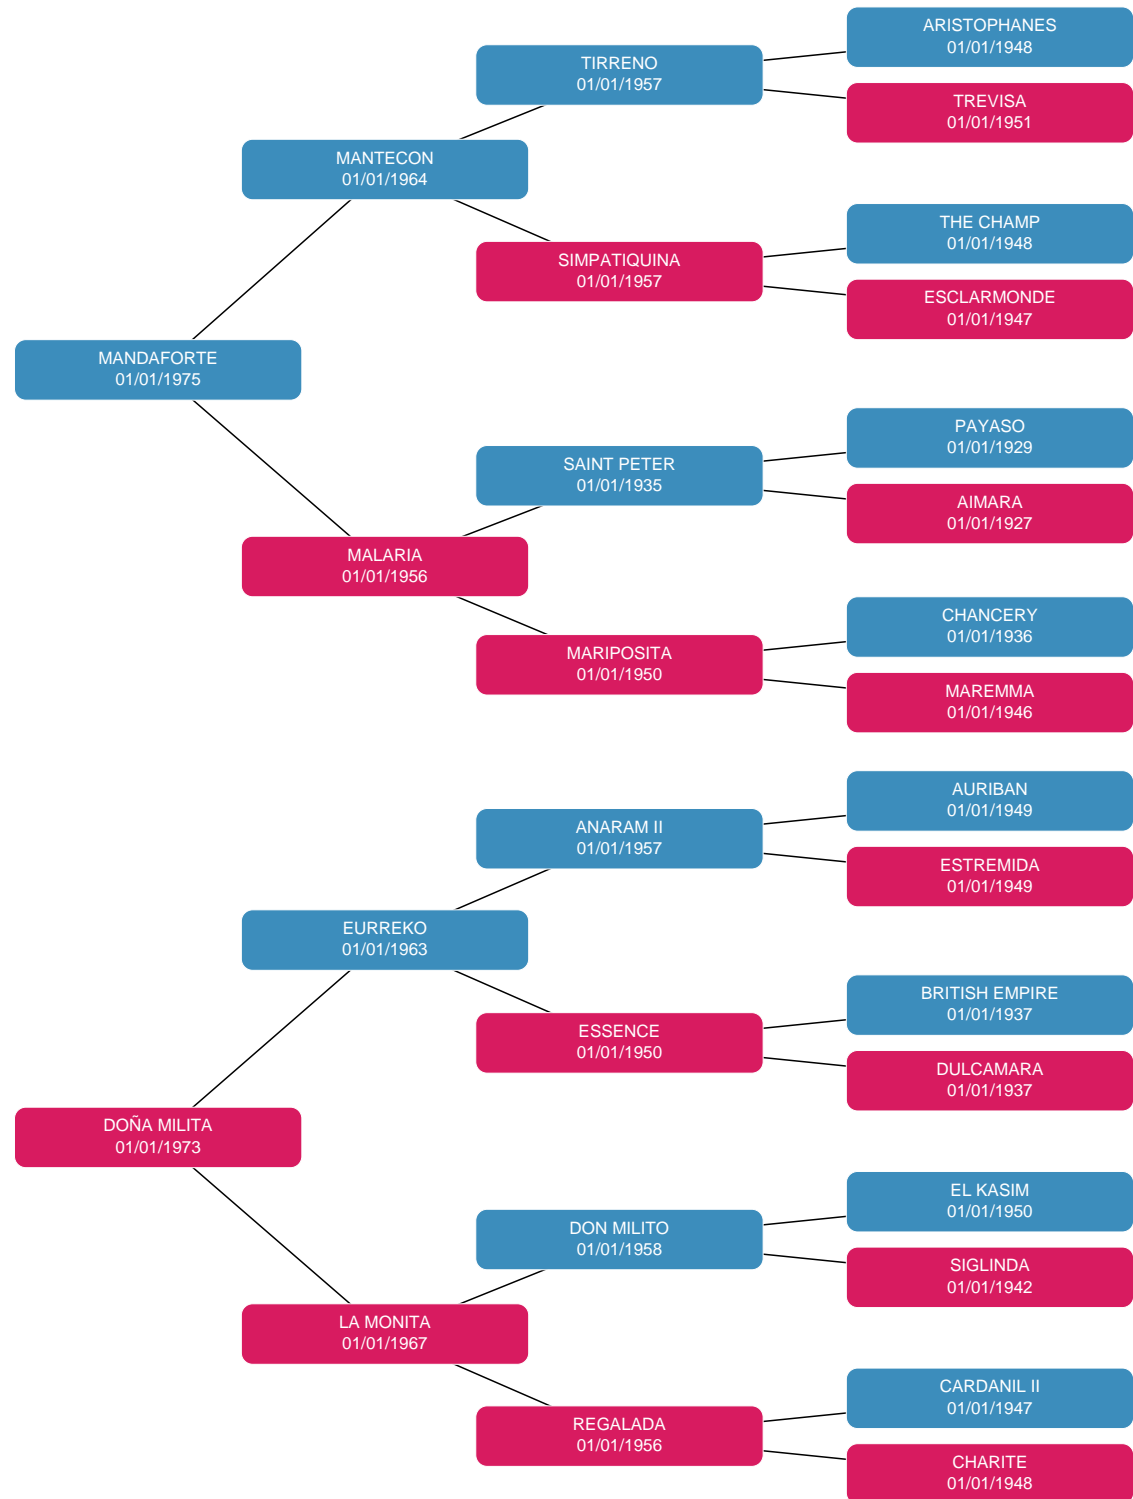 ARISTOPHANES
01/01/1948
TIRRENO
01/01/1957
TREVISA
01/01/1951
MANTECON
01/01/1964
THE CHAMP
01/01/1948
SIMPATIQUINA
01/01/1957
ESCLARMONDE
01/01/1947
MANDAFORTE
01/01/1975
PAYASO
01/01/1929
SAINT PETER
01/01/1935
AIMARA
01/01/1927
MALARIA
01/01/1956
CHANCERY
01/01/1936
MARIPOSITA
01/01/1950
MAREMMA
01/01/1946
AURIBAN
01/01/1949
ANARAM II
01/01/1957
ESTREMIDA
01/01/1949
EURREKO
01/01/1963
BRITISH EMPIRE
01/01/1937
ESSENCE
01/01/1950
DULCAMARA
01/01/1937
DOÑA MILITA
01/01/1973
EL KASIM
01/01/1950
DON MILITO
01/01/1958
SIGLINDA
01/01/1942
LA MONITA
01/01/1967
CARDANIL II
01/01/1947
REGALADA
01/01/1956
CHARITE
01/01/1948